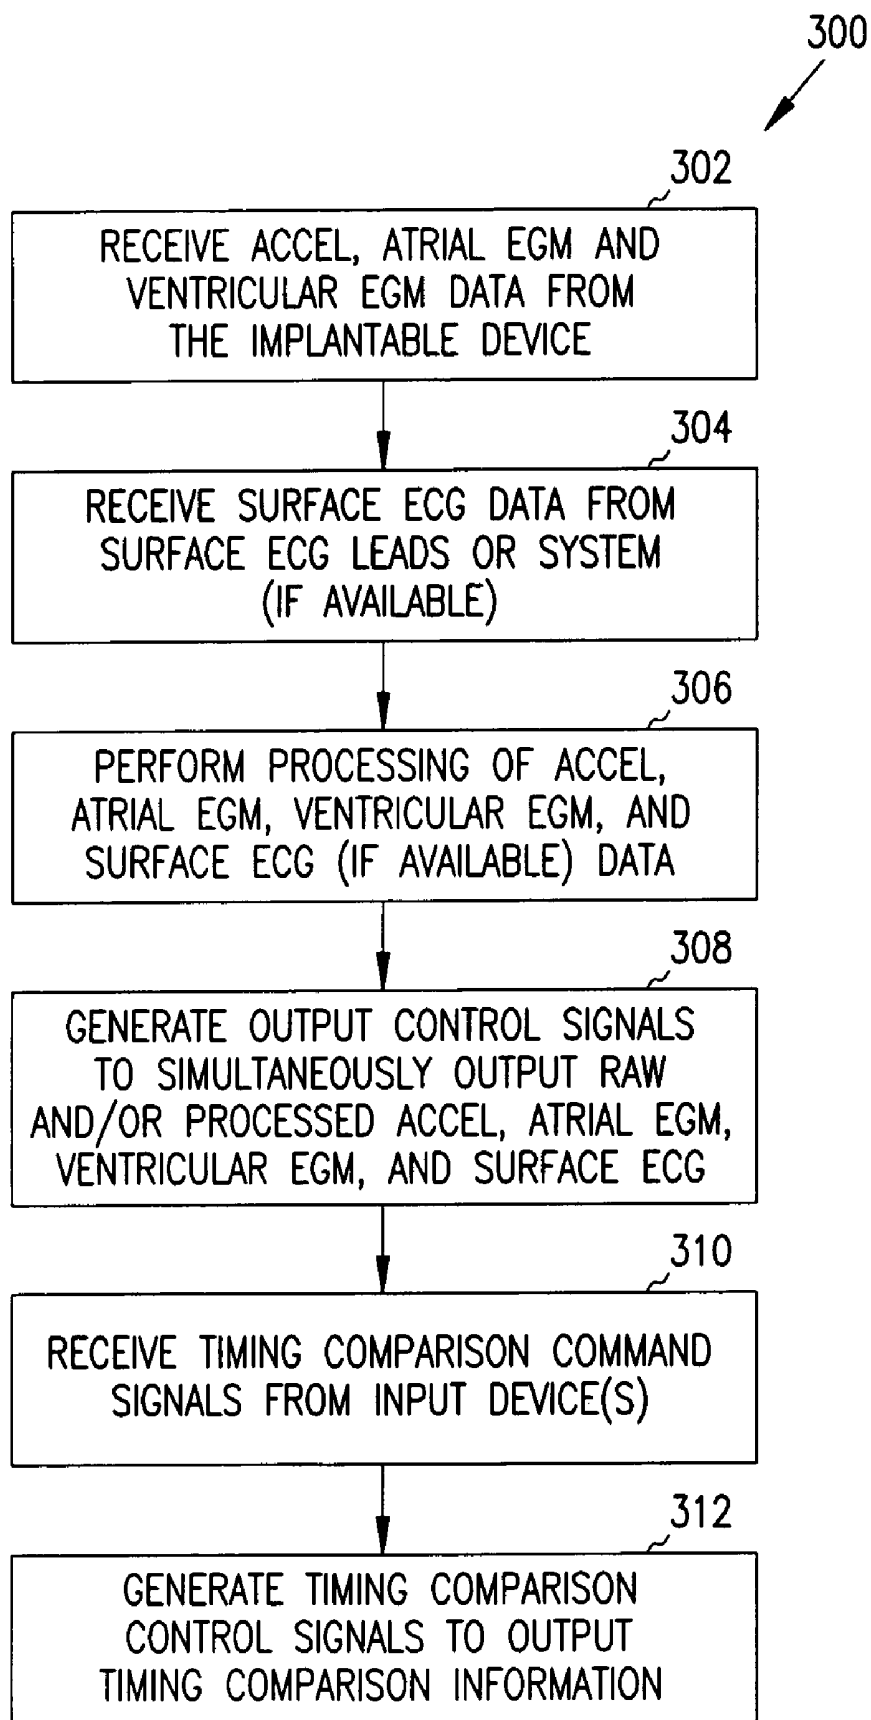 300
302
RECEIVE ACCEL, ATRIAL EGM AND
VENTRICULAR EGM DATA FROM
THE IMPLANTABLE DEVICE
304
RECEIVE SURFACE ECG DATA FROM
SURFACE ECG LEADS OR SYSTEM
(IF AVAILABLE)
306
PERFORM PROCESSING OF ACCEL,
ATRIAL EGM, VENTRICULAR EGM, AND
SURFACE ECG (IF AVAILABLE) DATA
308
GENERATE OUTPUT CONTROL SIGNALS
TO SIMULTANEOUSLY OUTPUT RAW
AND/OR PROCESSED ACCEL, ATRIAL EGM,
VENTRICULAR EGM, AND SURFACE ECG
310
RECEIVE TIMING COMPARISON COMMAND
SIGNALS FROM INPUT DEVICE(S)
312
GENERATE TIMING COMPARISON
CONTROL SIGNALS TO OUTPUT
TIMING COMPARISON INFORMATION